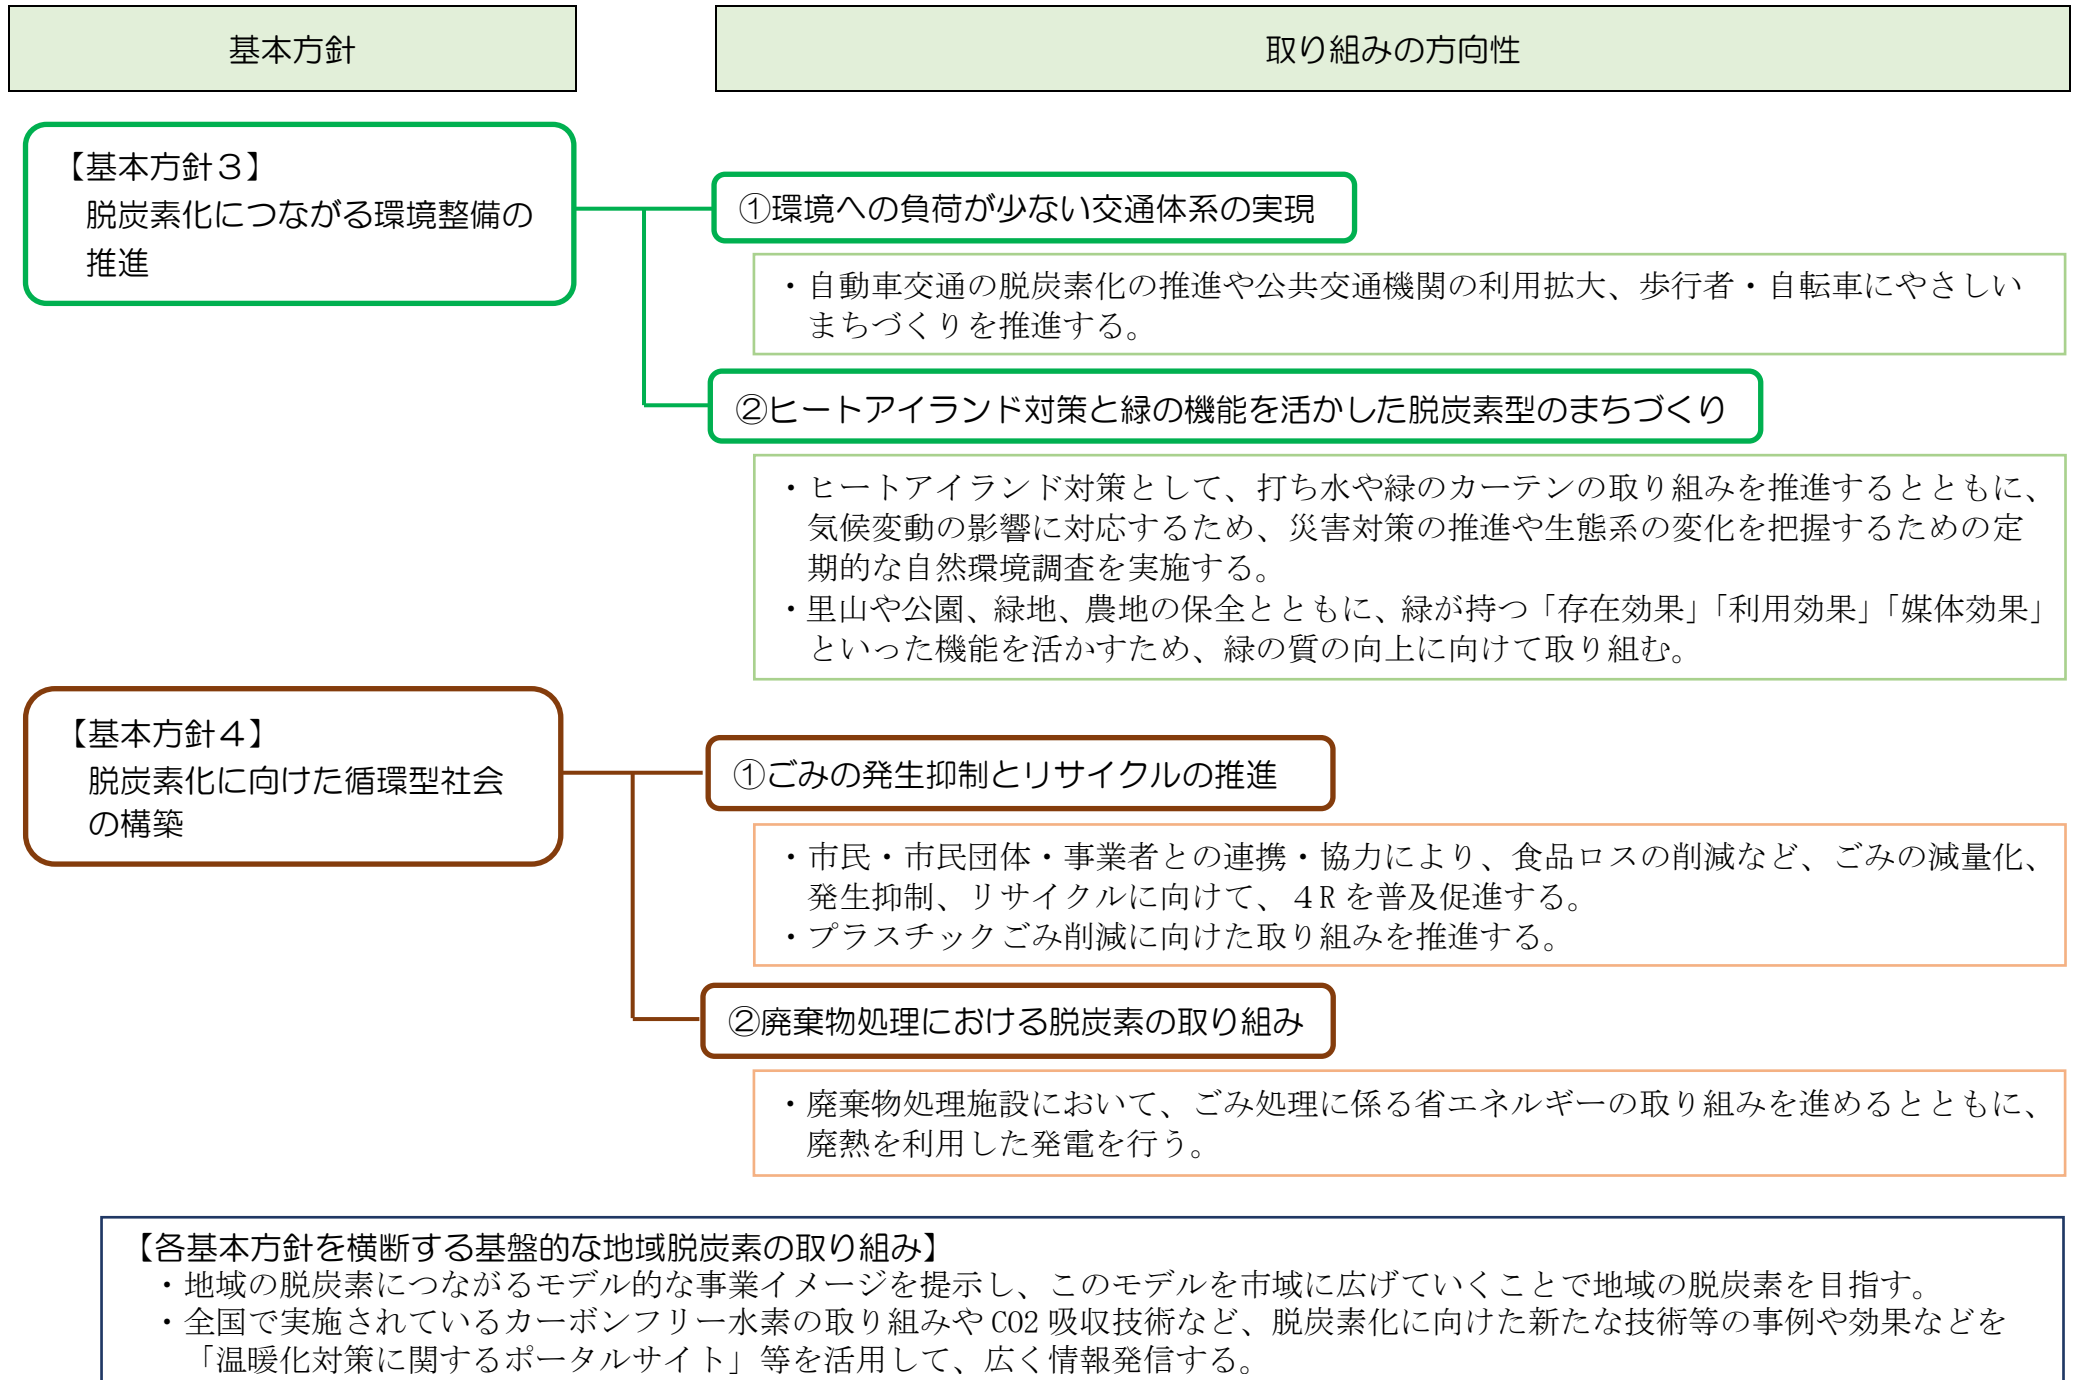 基本方針
取り組みの方向性
【基本方針３】
脱炭素化につながる環境整備の
推進
①環境への負荷が少ない交通体系の実現
・自動車交通の脱炭素化の推進や公共交通機関の利用拡大、歩行者・自転車にやさしい
まちづくりを推進する。
②ヒートアイランド対策と緑の機能を活かした脱炭素型のまちづくり
・ヒートアイランド対策として、打ち水や緑のカーテンの取り組みを推進するとともに、
気候変動の影響に対応するため、災害対策の推進や生態系の変化を把握するための定
期的な自然環境調査を実施する。
・里山や公園、緑地、農地の保全とともに、緑が持つ「存在効果」「利用効果」「媒体効果」
といった機能を活かすため、緑の質の向上に向けて取り組む。
【基本方針４】
脱炭素化に向けた循環型社会
の構築
①ごみの発生抑制とリサイクルの推進
・市民・市民団体・事業者との連携・協力により、食品ロスの削減など、ごみの減量化、
発生抑制、リサイクルに向けて、４Rを普及促進する。
・プラスチックごみ削減に向けた取り組みを推進する。
②廃棄物処理における脱炭素の取り組み
・廃棄物処理施設において、ごみ処理に係る省エネルギーの取り組みを進めるとともに、
廃熱を利用した発電を行う。
【各基本方針を横断する基盤的な地域脱炭素の取り組み】
・地域の脱炭素につながるモデル的な事業イメージを提示し、このモデルを市域に広げていくことで地域の脱炭素を目指す。
・全国で実施されているカーボンフリー水素の取り組みや CO2 吸収技術など、脱炭素化に向けた新たな技術等の事例や効果などを
「温暖化対策に関するポータルサイト」等を活用して、広く情報発信する。